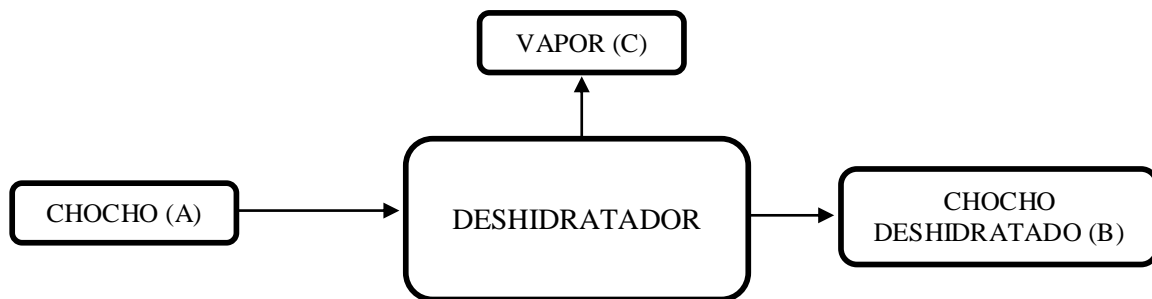 VAPOR (C)
CHOCHO (A)
DESHIDRATADOR
CHOCHO
DESHIDRATADO (B)